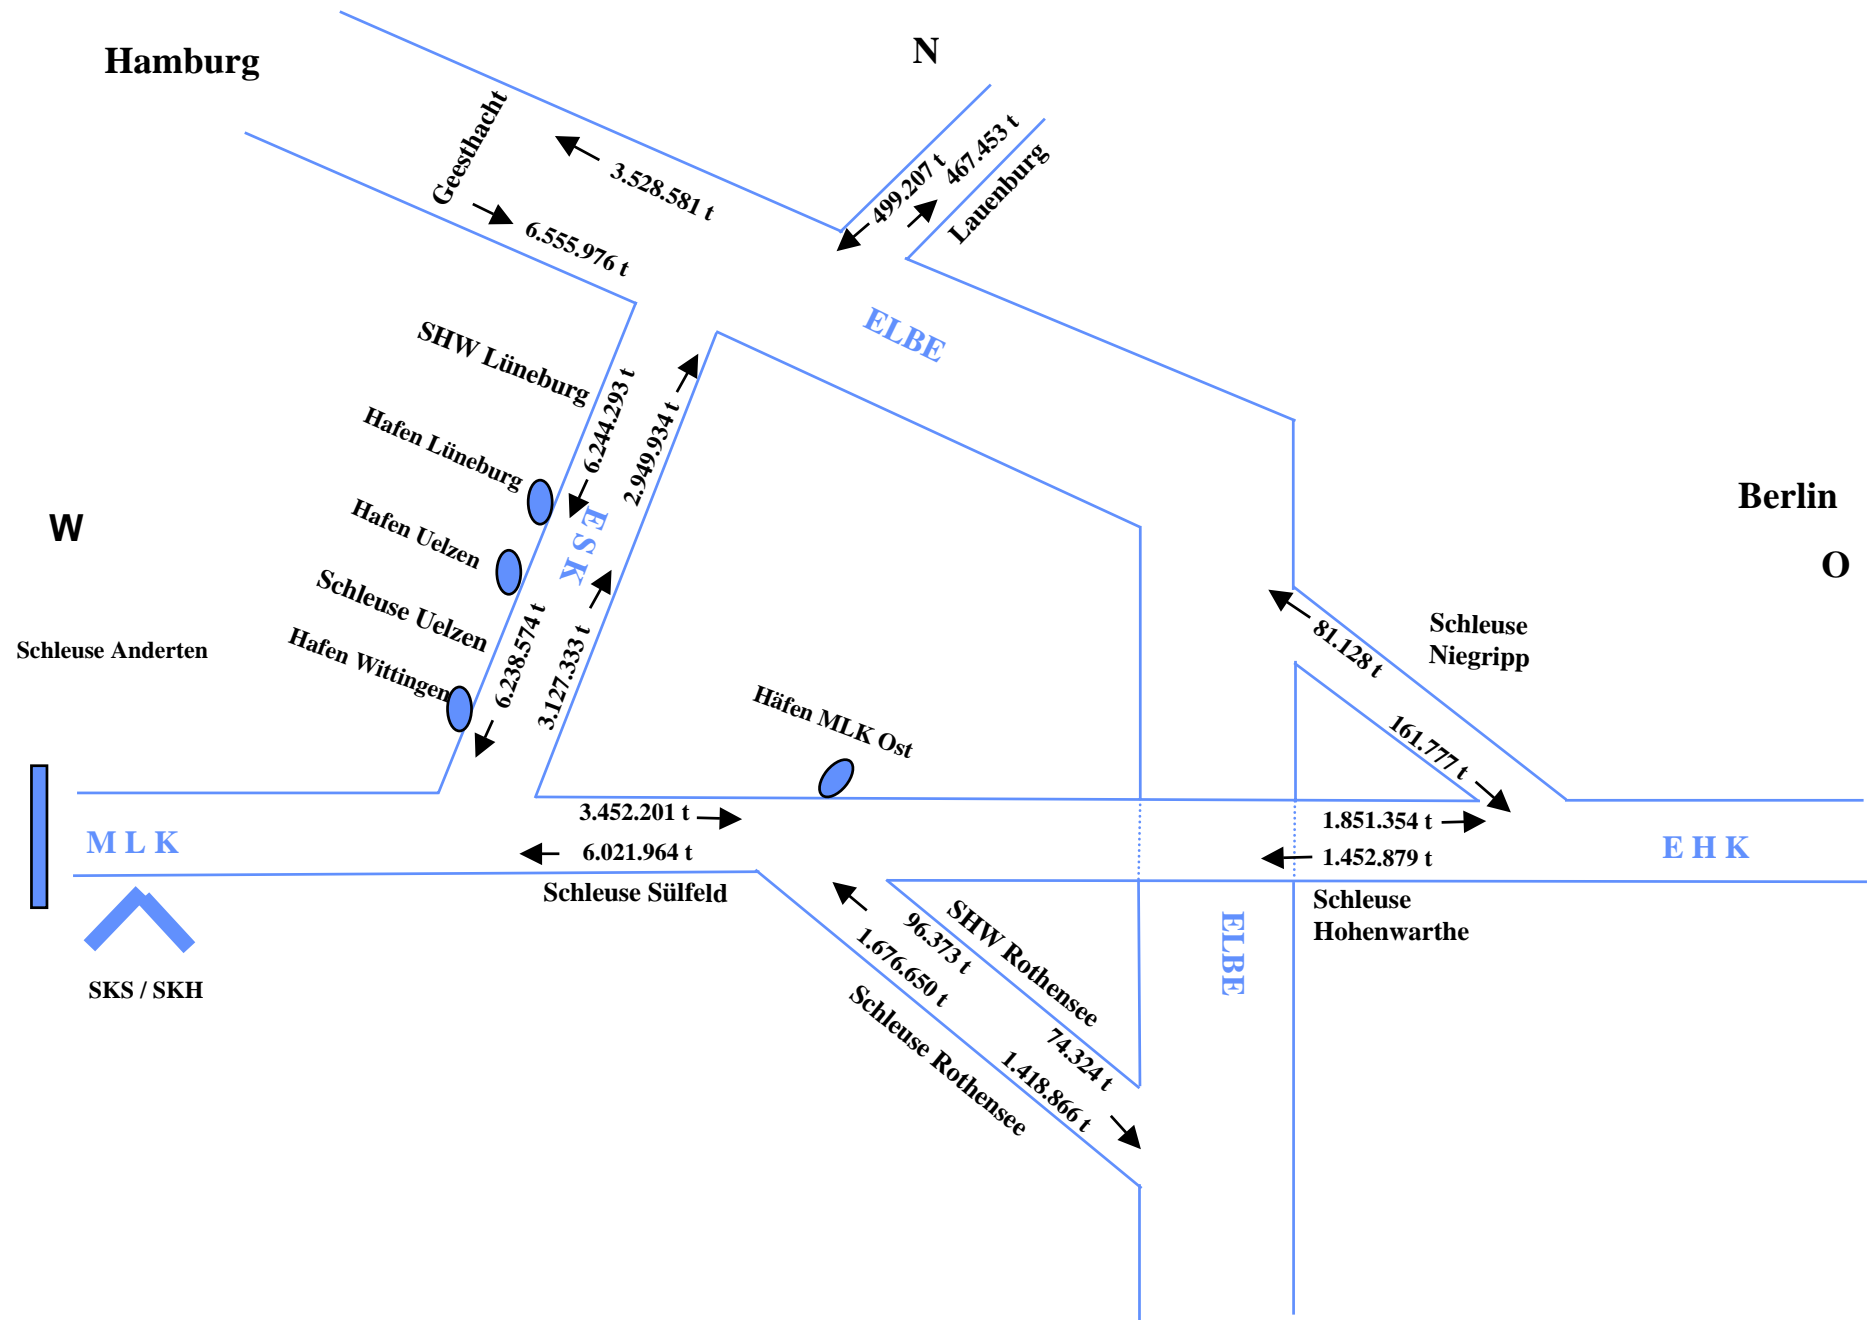 N
Hamburg
Geesthacht
3.528.581 t
6.555.976 t
499.207 t
467.453 t
Lauenburg
ELBE
SHW Lüneburg
6.244.293 t
2.949.934 t
Hafen Lüneburg
Hafen Uelzen
E S K
Schleuse Uelzen
Hafen Wittingen
6.238.574 t
3.127.333 t
W
Schleuse Anderten
Berlin
O
Schleuse
Niegripp
81.128 t
161.777 t
Häfen MLK Ost
M L K
3.452.201 t
6.021.964 t
Schleuse Sülfeld
1.851.354 t
1.452.879 t
E H K
Schleuse
Hohenwarthe
ELBE
SKS / SKH
SHW Rothensee
96.373 t
1.676.650 t
Schleuse Rothensee
74.324 t
1.418.866 t